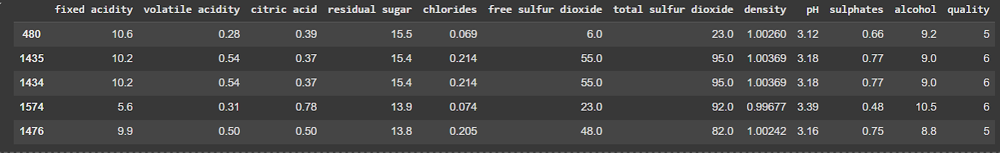 fixed acidity volatile acidity citric acid residual sugar chlorides free sulfur dioxide total sulfur dioxide density pH sulphates alcohol quality
480 10.6 0.28 0.39 15.5 0.069 6.0 23.0 1.00260 3.12 0.66 9.2 5
1435 10.2 0.54 0.37 15.4 0.214 55.0 95.0 1.00369 3.18 0.77 9.0 6
1434 10.2 0.54 0.37 15.4 0.214 55.0 95.0 1.00369 3.18 0.77 9.0 6
1574 5.6 0.31 0.78 13.9 0.074 23.0 92.0 0.99677 3.39 0.48 10.5 6
1476 9.9 0.50 0.50 13.8 0.205 48.0 82.0 1.00242 3.16 0.75 8.8 5